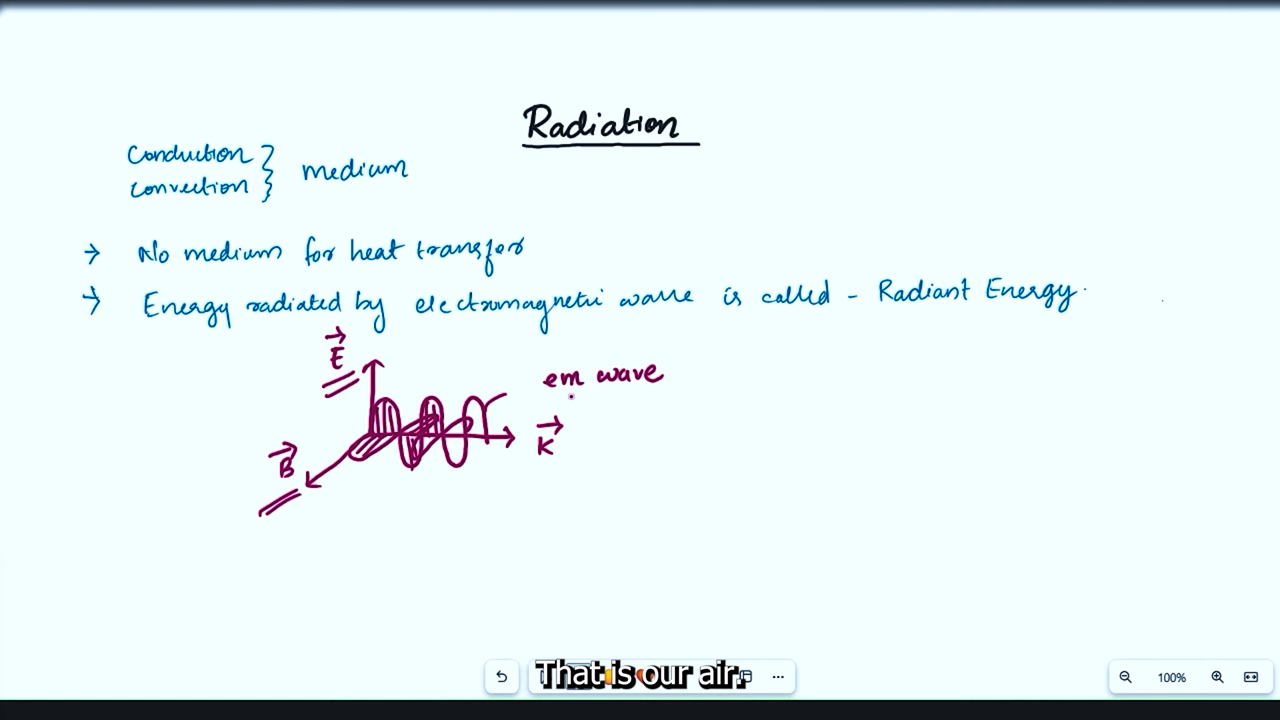 Radiation
Conduction
Convection } medium
→ No medium for heat transfer
→ Energy radiated by electromagnetic wave is called - Radiant Energy.
E
em wave
K
B
That is our air.
100%